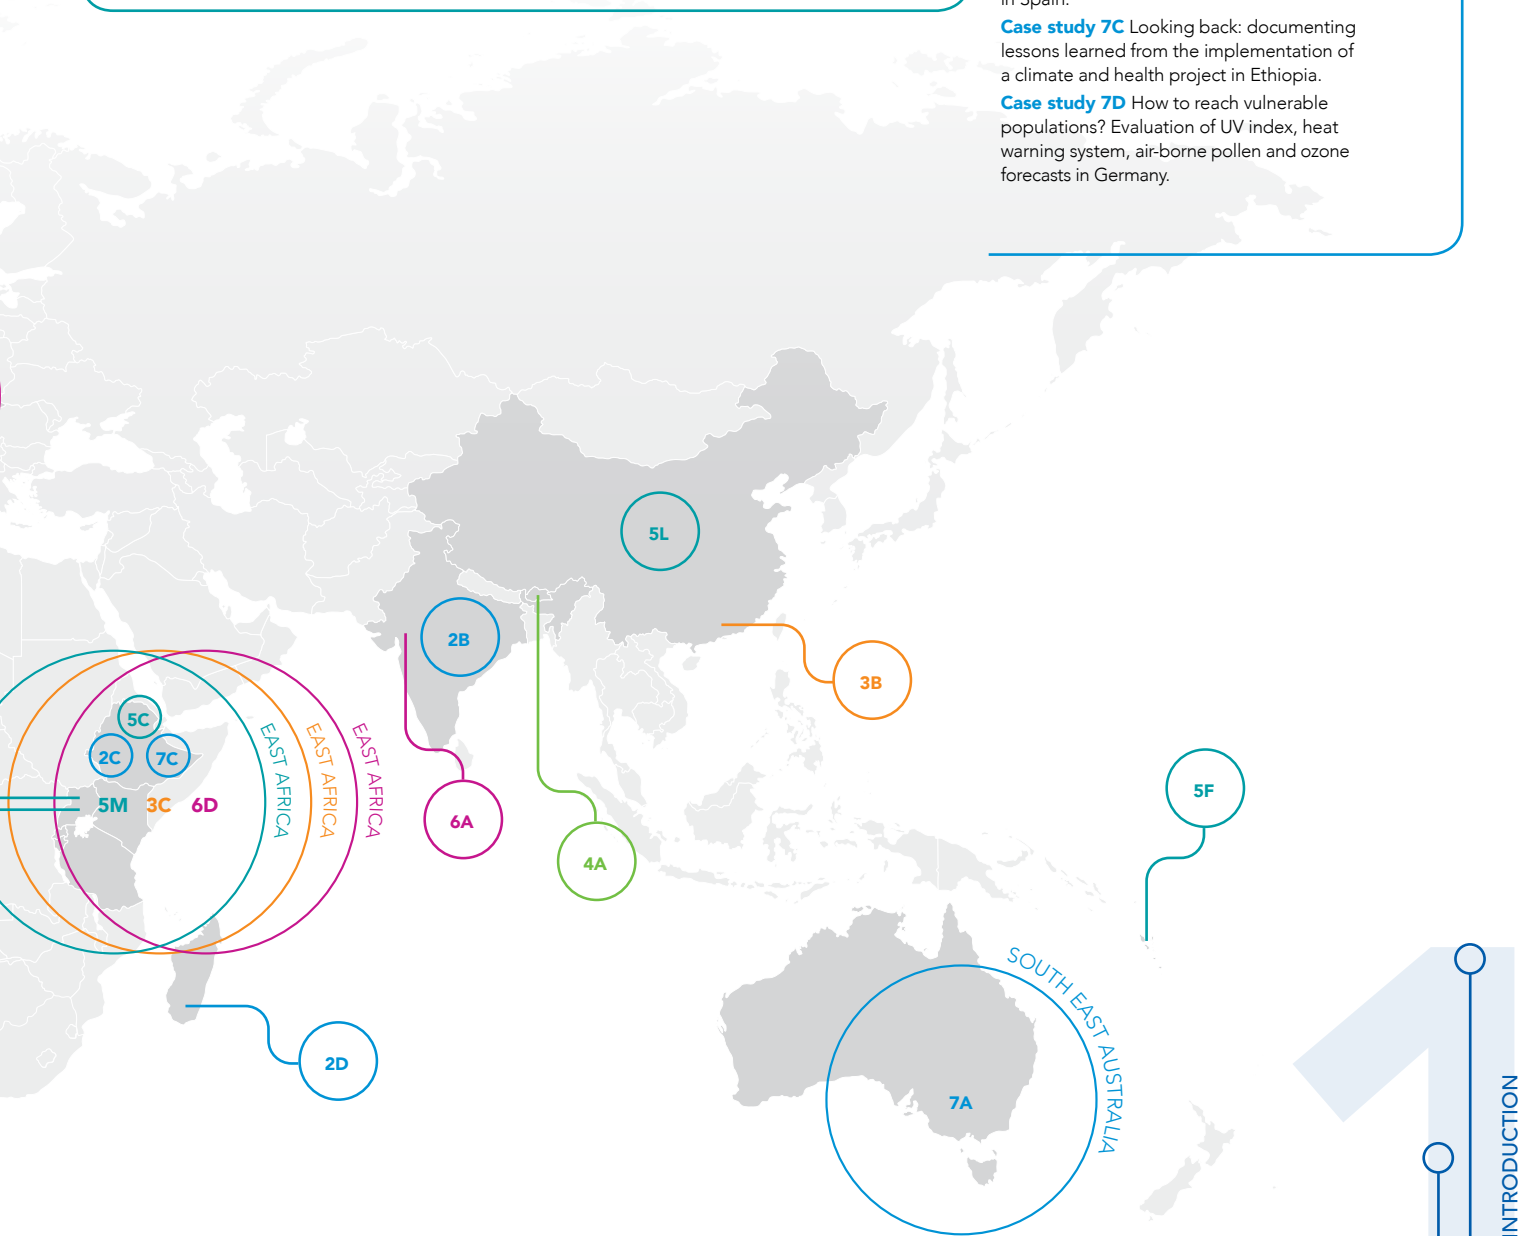 in Spain.
Case study 7C Looking back: documenting
lessons learned from the implementation of
a climate and health project in Ethiopia.
Case study 7D How to reach vulnerable
populations? Evaluation of UV index, heat
warning system, air-borne pollen and ozone
forecasts in Germany.
5L
2B
3B
5C
2C
7C
5M
3C
6D
EAST AFRICA
EAST AFRICA
EAST AFRICA
6A
4A
5F
2D
SOUTH EAST AUSTRALIA
7A
1
INTRODUCTION